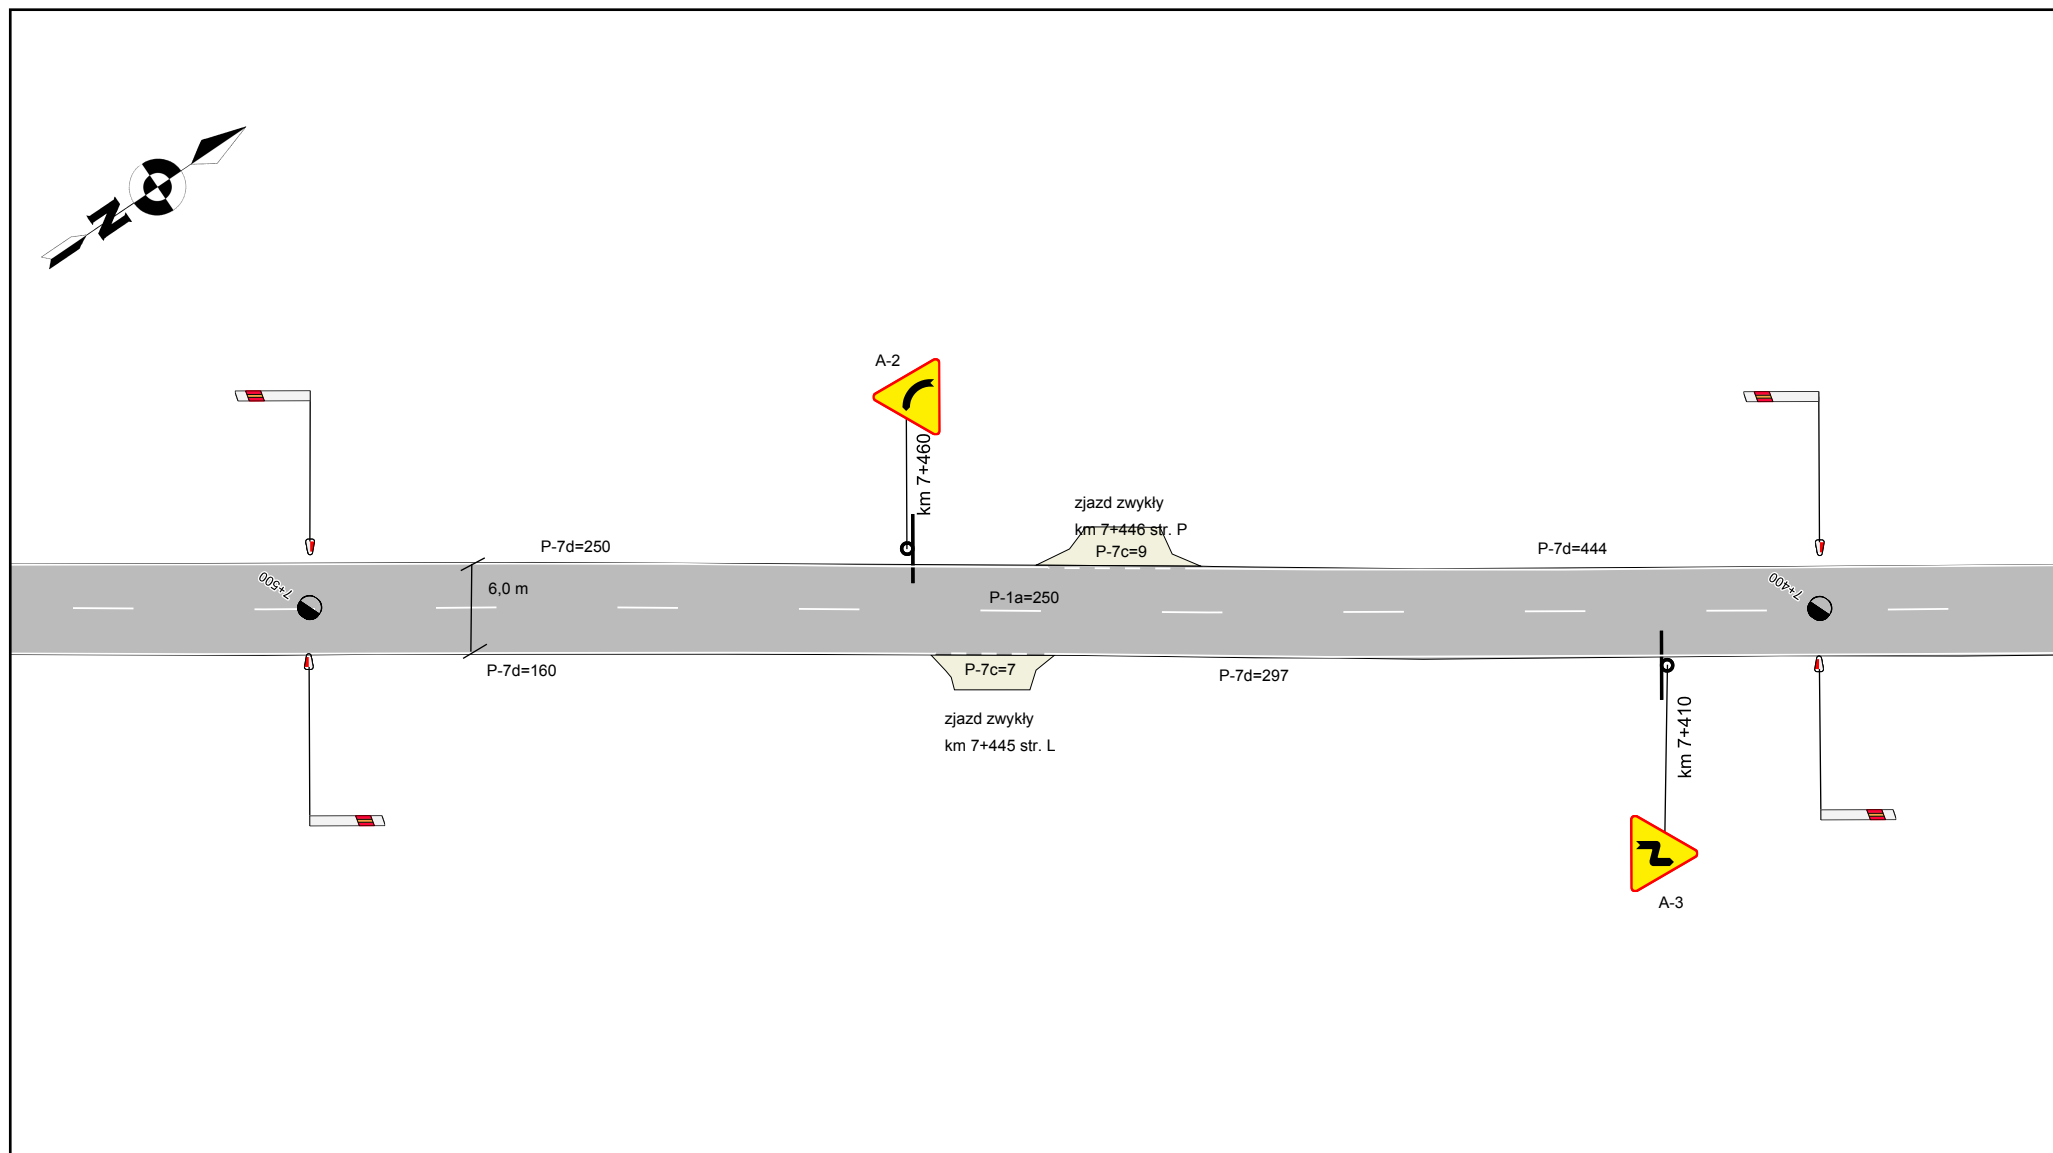 N
A-2
km 7+460
zjazd zwykły
km 7+446 str. P
P-7c=9
P-7d=250
P-7d=444
7+500
6,0 m
P-1a=250
7+400
P-7d=160
P-7c=7
P-7d=297
zjazd zwykły
km 7+445 str. L
km 7+410
A-3